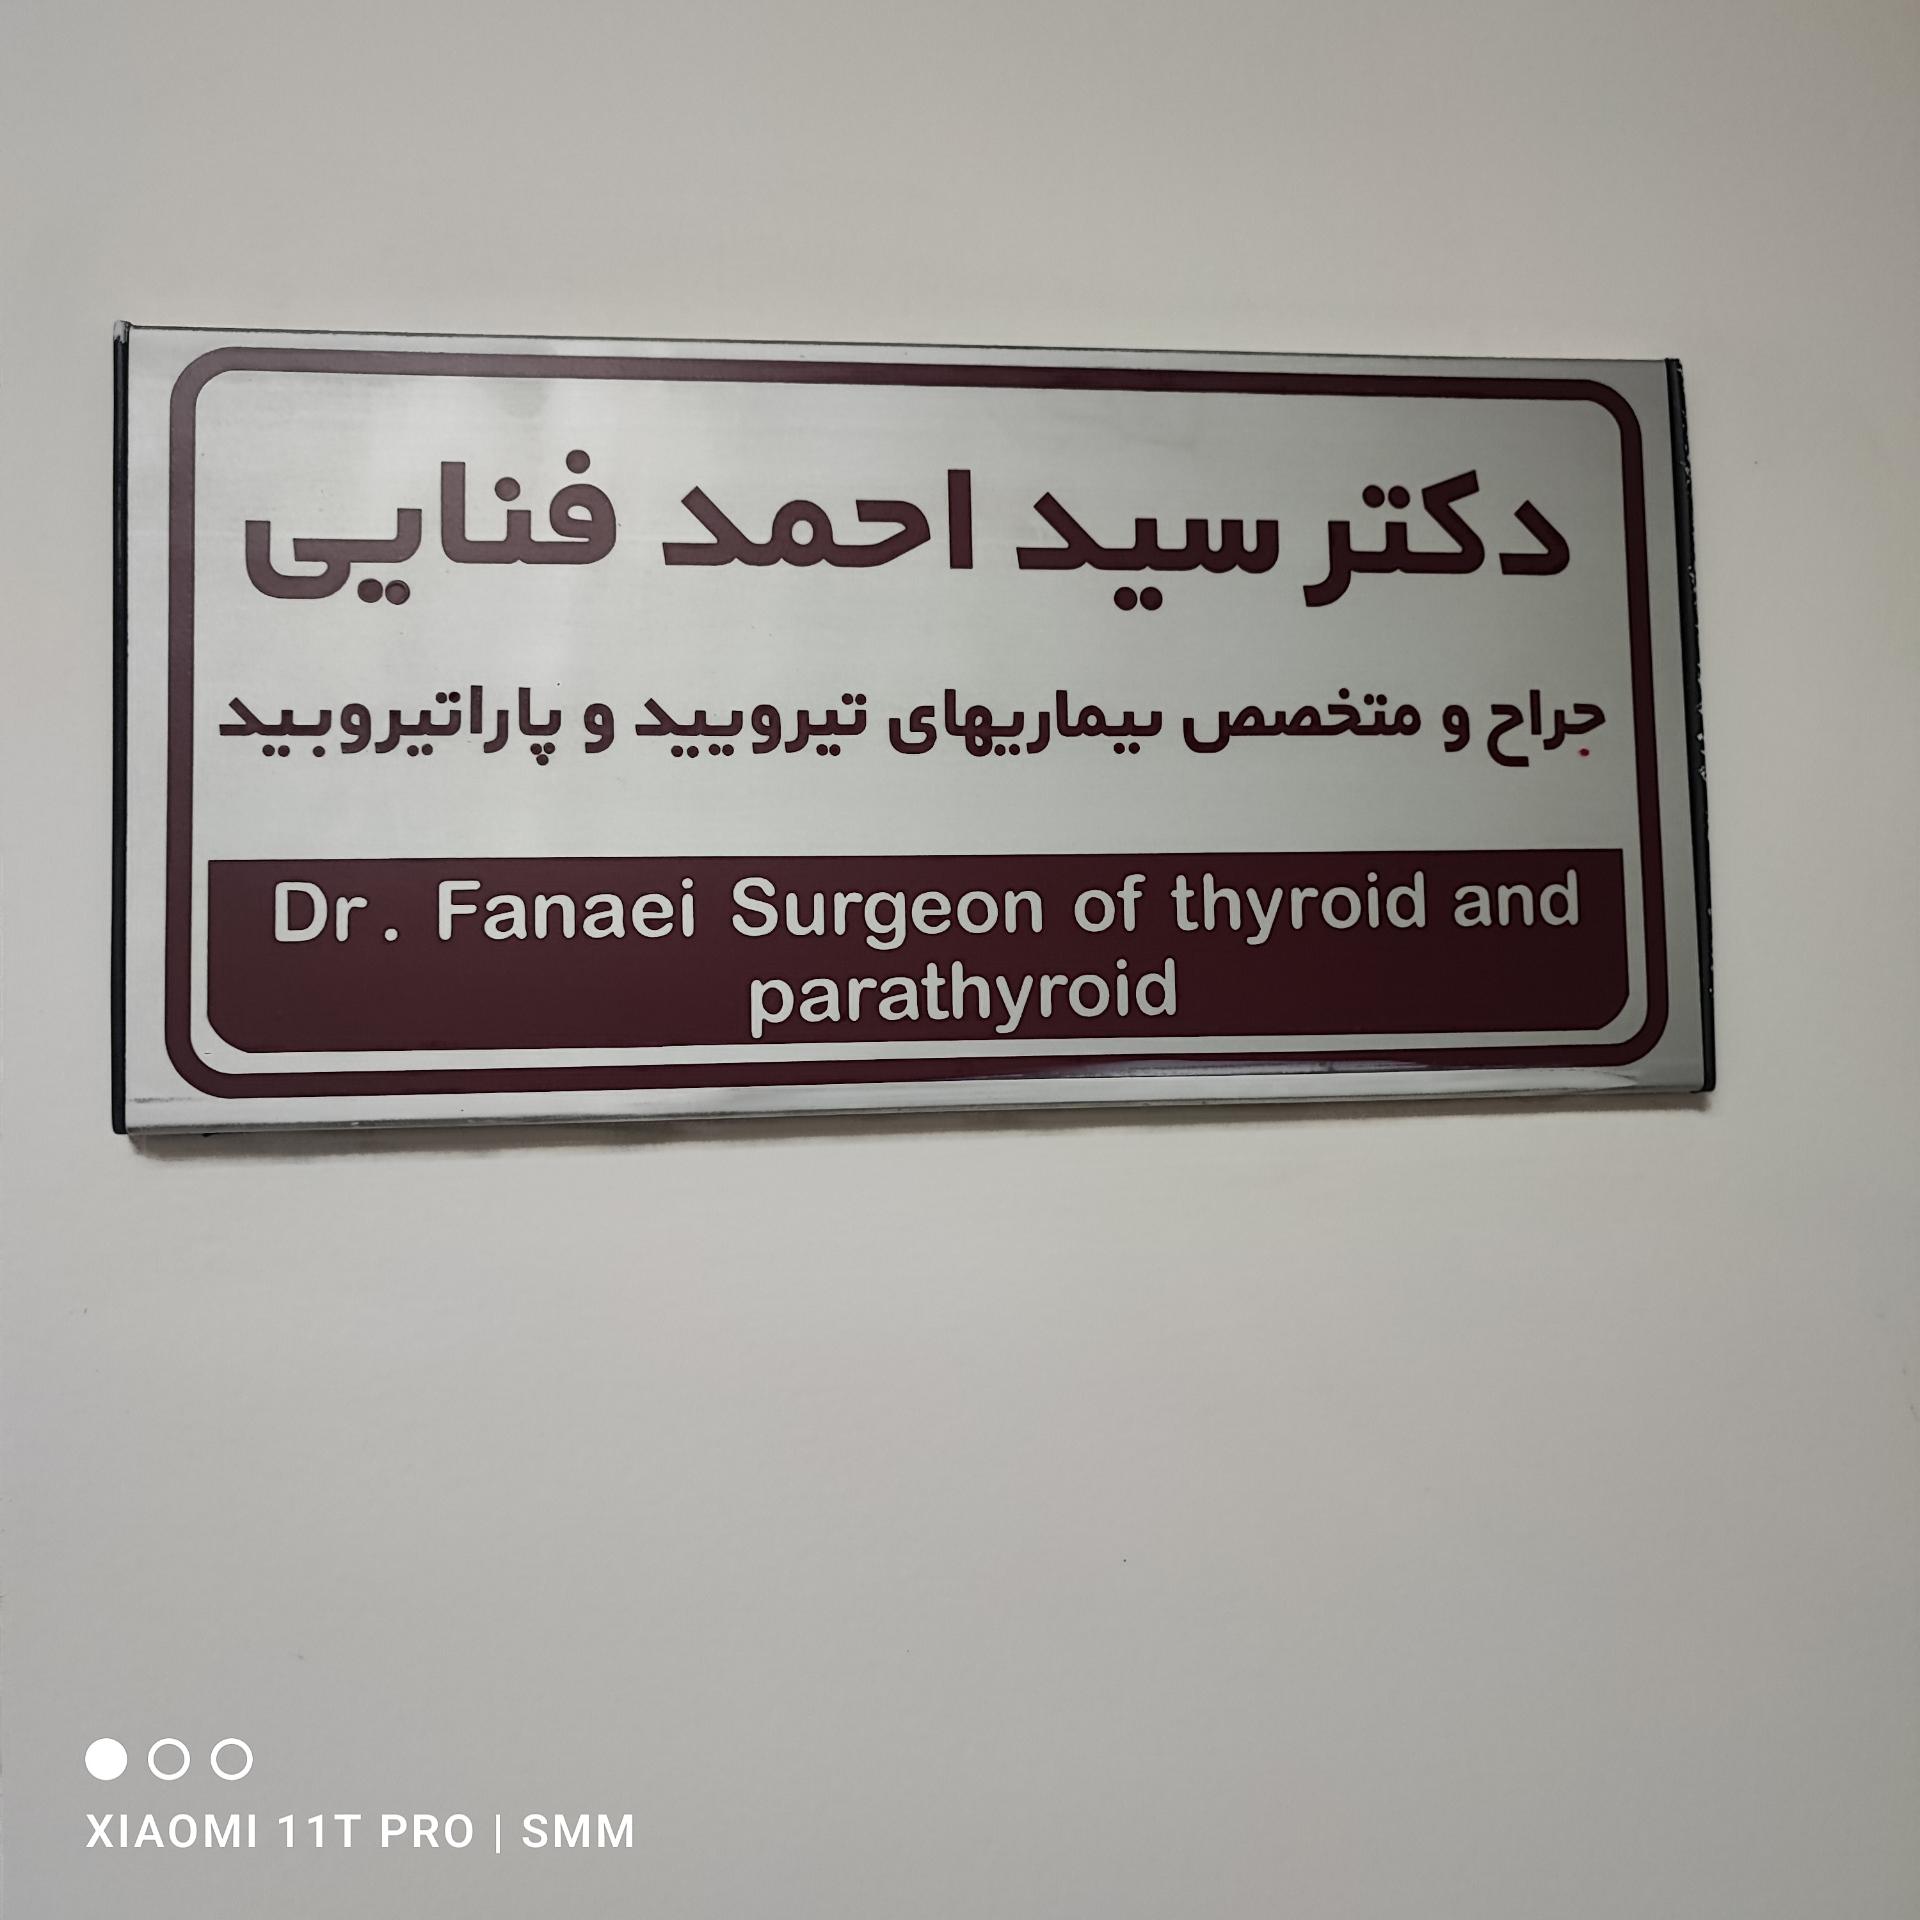 دکتر سید احمد فنایی
جراح و متخصص بیماریهای تیرویید و پاراتیروبید
Dr. Fanaei Surgeon of thyroid and
parathyroid
XIAOMI 11T PRO | SMM